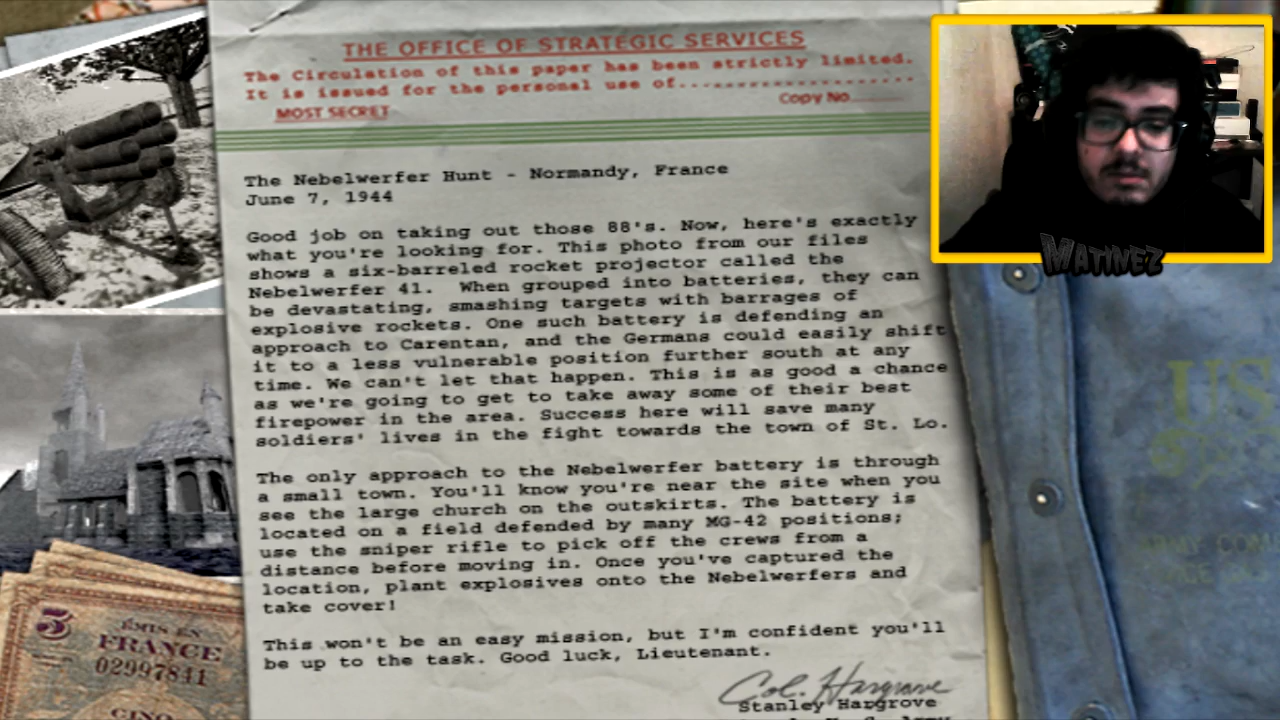 THE OFFICE OF STRATEGIC SERVICES
The Circulation of this paper has been strictly limited.
It is issued for the personal use of..................
Copy No........
MOST SECRET
The Nebelwerfer Hunt - Normandy, France
June 7, 1944
Good job on taking out those 88's. Now, here's exactly
what you're looking for. This photo from our files
shows a six-barreled rocket projector called the
Nebelwerfer 41. When grouped into batteries, they can
be devastating, smashing targets with barrages of
explosive rockets. One such battery is defending an
approach to Carentan, and the Germans could easily shift
it to a less vulnerable position further south at any
time. We can't let that happen. This is as good a chance
as we're going to get to take away some of their best
firepower in the area. Success here will save many
soldiers' lives in the fight towards the town of St. Lo.
The only approach to the Nebelwerfer battery is through
a small town. You'll know you're near the site when you
see the large church on the outskirts. The battery is
located on a field defended by many MG-42 positions;
use the sniper rifle to pick off the crews from a
distance before moving in. Once you've captured the
location, plant explosives onto the Nebelwerfers and
take cover!
This won't be an easy mission, but I'm confident you'll
be up to the task. Good luck, Lieutenant.
Col. Hargrove
Stanley Hargrove
MATINEZ
US
ARMY
5
ÉMIS EN
FRANCE
02997841
CINQ